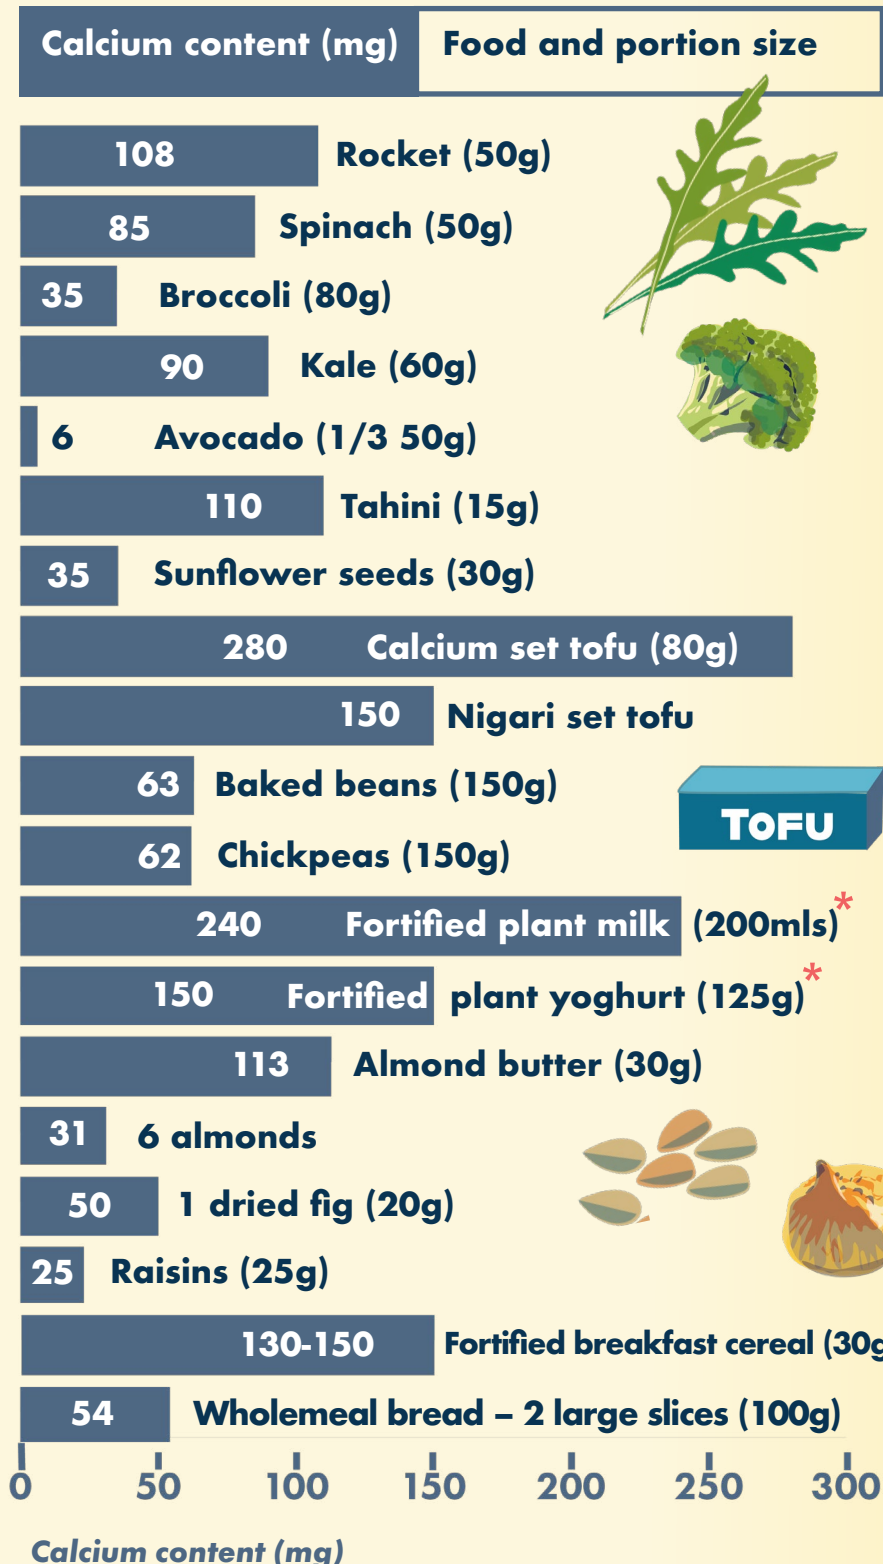 Calcium content (mg) Food and portion size
108 Rocket (50g)
85 Spinach (50g)
35 Broccoli (80g)
90 Kale (60g)
6 Avocado (1/3 50g)
110 Tahini (15g)
35 Sunflower seeds (30g)
280 Calcium set tofu (80g)
150 Nigari set tofu
63 Baked beans (150g)
TOFU
62 Chickpeas (150g)
240 Fortified plant milk (200mls)*
150 Fortified plant yoghurt (125g)*
113 Almond butter (30g)
31 6 almonds
50 1 dried fig (20g)
25 Raisins (25g)
130-150 Fortified breakfast cereal (30g
54 Wholemeal bread – 2 large slices (100g)
0 50 100 150 200 250 300
Calcium content (mg)